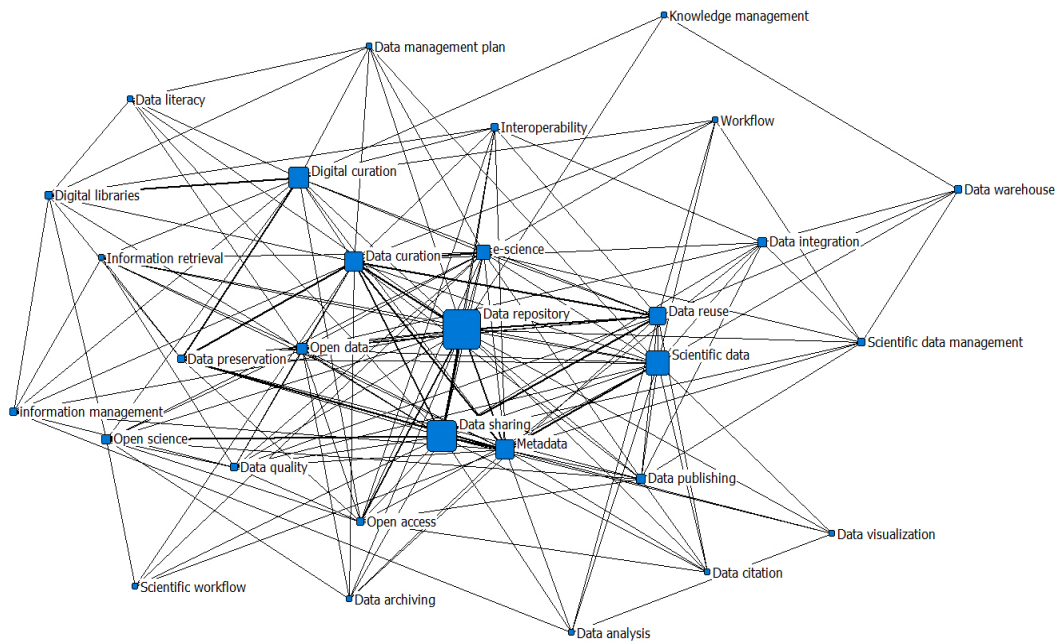 Knowledge management
Data management plan
Data literacy
Interoperability
Workflow
Digital curation
Digital libraries
Data warehouse
Data integration
e-science
Information retrieval
Data curation
Data repository
Data reuse
Scientific data management
Open data
Data preservation
Scientific data
information management
Data sharing
Open science
Metadata
Data quality
Data publishing
Open access
Data visualization
Data citation
Scientific workflow
Data archiving
Data analysis